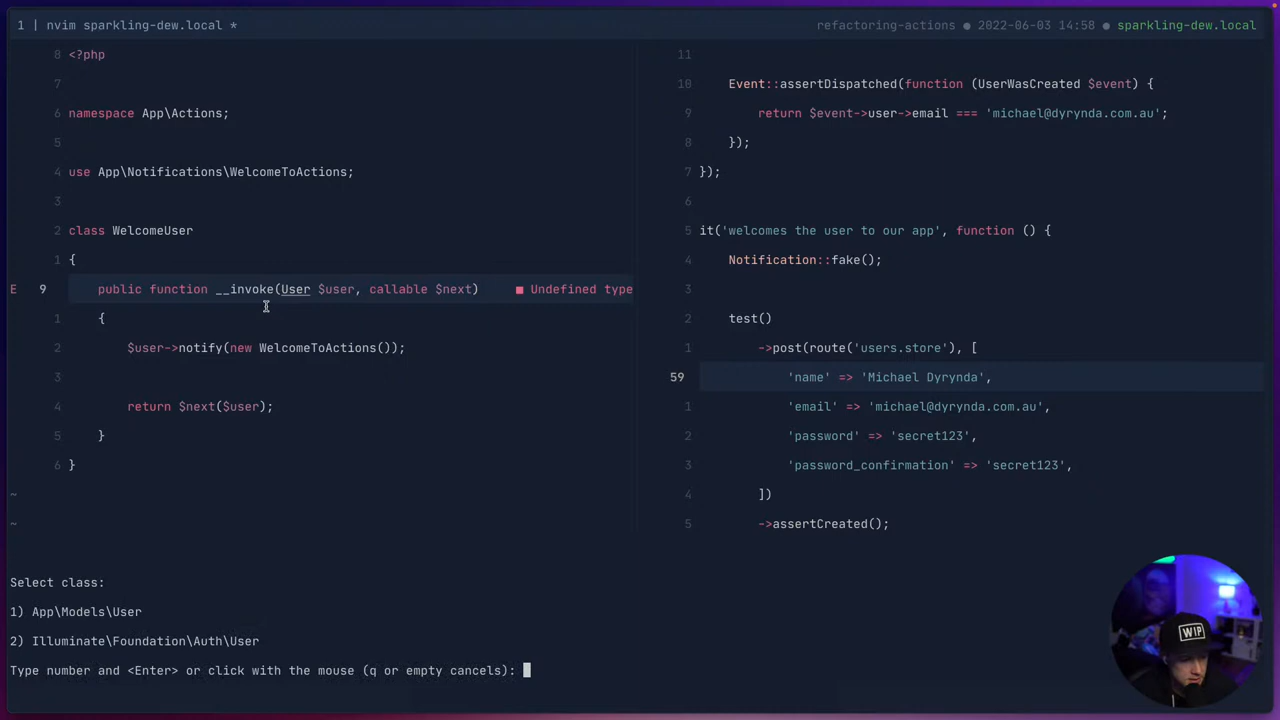 1 | nvim sparkling-dew.local *
refactoring-actions ● 2022-06-03 14:58 ● sparkling-dew.local
8 <?php
7
6 namespace App\Actions;
5
4 use App\Notifications\WelcomeToActions;
3
2 class WelcomeUser
1 {
E 9 public function __invoke(User $user, callable $next) ■ Undefined type
1 {
2 $user->notify(new WelcomeToActions());
3
4 return $next($user);
5 }
6 }
~
~
11
10 Event::assertDispatched(function (UserWasCreated $event) {
9 return $event->user->email === 'michael@dyrynda.com.au';
8 });
7 });
6
5 it('welcomes the user to our app', function () {
4 Notification::fake();
3
2 test()
1 ->post(route('users.store'), [
59 'name' => 'Michael Dyrynda',
1 'email' => 'michael@dyrynda.com.au',
2 'password' => 'secret123',
3 'password_confirmation' => 'secret123',
4 ])
5 ->assertCreated();
Select class:
1) App\Models\User
2) Illuminate\Foundation\Auth\User
Type number and <Enter> or click with the mouse (q or empty cancels):
WIP